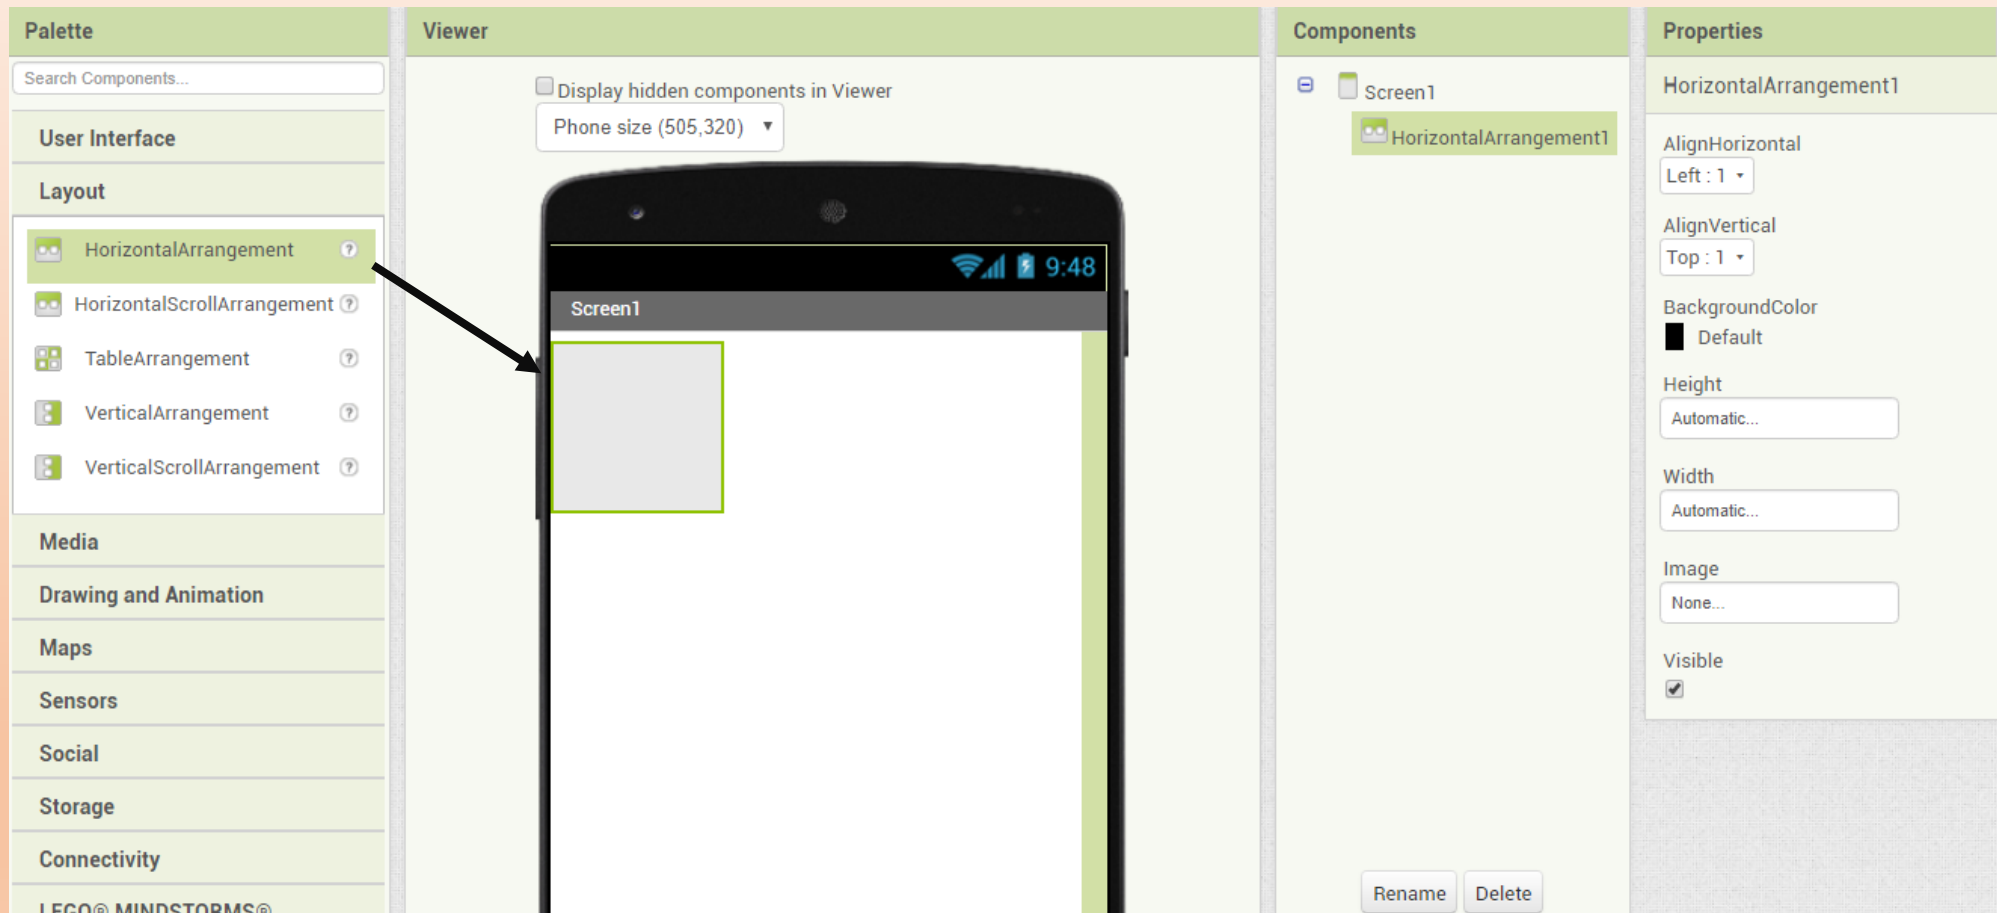 Palette
Search Components...
User Interface
Layout
HorizontalArrangement
HorizontalScrollArrangement
TableArrangement
VerticalArrangement
VerticalScrollArrangement
Media
Drawing and Animation
Maps
Sensors
Social
Storage
Connectivity
LEGO® MINDSTORMS®
Viewer
Display hidden components in Viewer
Phone size (505,320)
9:48
Screen1
Components
Screen1
HorizontalArrangement1
Rename Delete
Properties
HorizontalArrangement1
AlignHorizontal
Left : 1
AlignVertical
Top : 1
BackgroundColor
Default
Height
Automatic...
Width
Automatic...
Image
None...
Visible